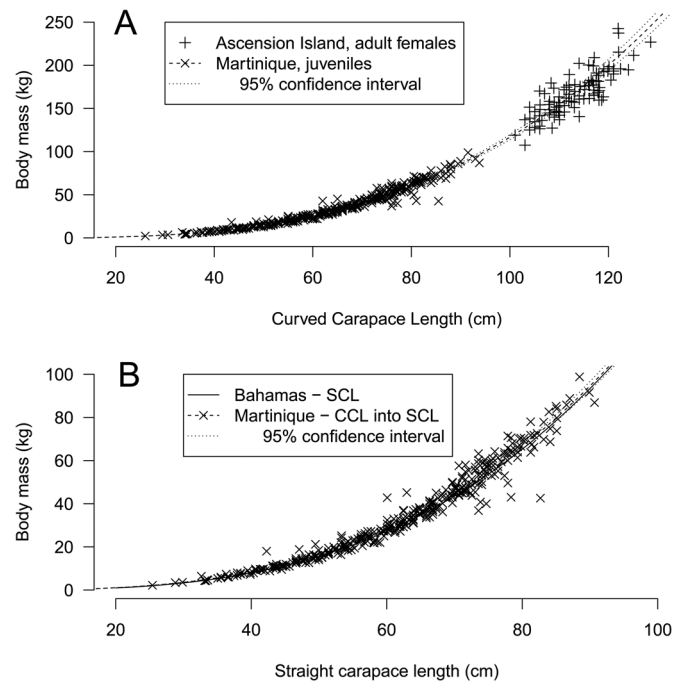 A
Ascension Island, adult females
Martinique, juveniles
95% confidence interval
Body mass (kg)
250
200
150
100
50
0
20 40 60 80 100 120
Curved Carapace Length (cm)
B
Bahamas − SCL
Martinique − CCL into SCL
95% confidence interval
Body mass (kg)
100
80
60
40
20
0
20 40 60 80 100
Straight carapace length (cm)